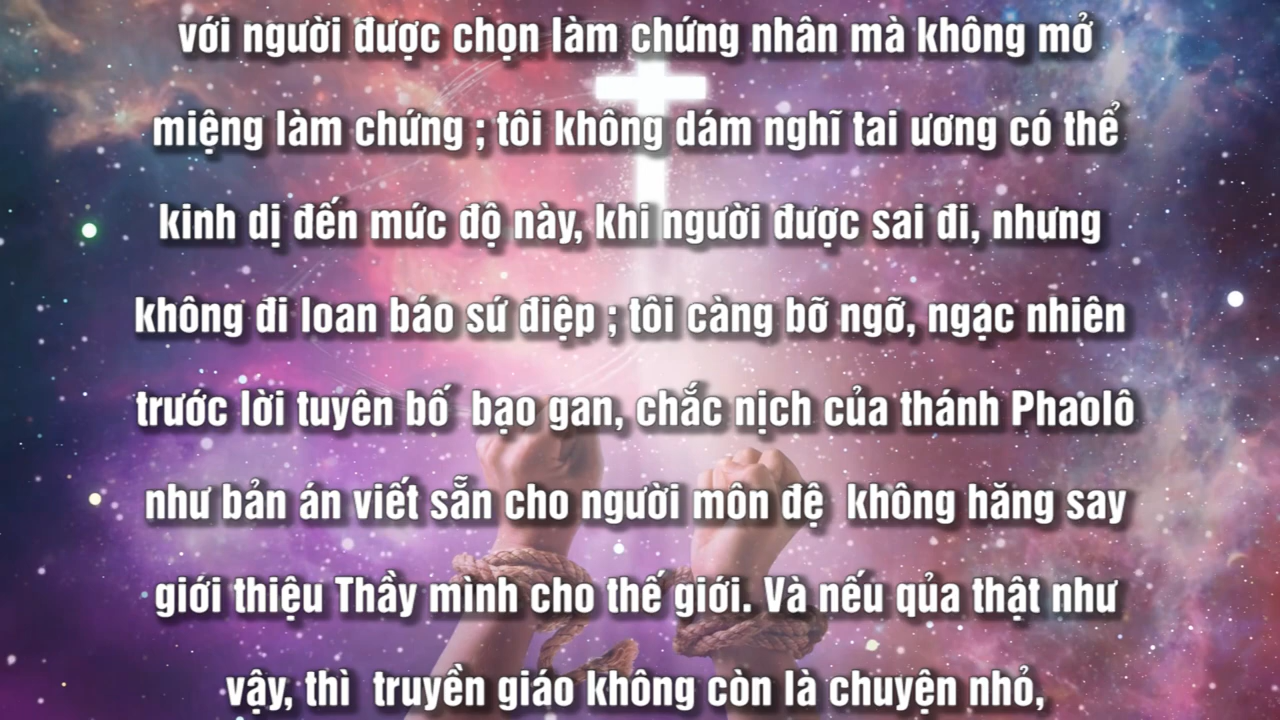 với người được chọn làm chứng nhân mà không mở
miệng làm chứng ; tôi không dám nghĩ tai ương có thể
kinh dị đến mức độ này, khi người được sai đi, nhưng
không đi loan báo sứ điệp ; tôi càng bỡ ngỡ, ngạc nhiên
trước lời tuyên bố  bạo gan, chắc nịch của thánh Phaolô
như bản án viết sẵn cho người môn đệ  không hăng say
giới thiệu Thầy mình cho thế giới. Và nếu qủa thật như
vậy, thì  truyền giáo không còn là chuyện nhỏ,